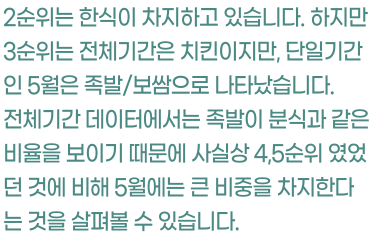 2순위는 한식이 차지하고 있습니다. 하지만
3순위는 전체기간은 치킨이지만, 단일기간
인 5월은 족발/보쌈으로 나타났습니다.
전체기간 데이터에서는 족발이 분식과 같은
비율을 보이기 때문에 사실상 4,5순위 였었
던 것에 비해 5월에는 큰 비중을 차지한다
는 것을 살펴볼 수 있습니다.